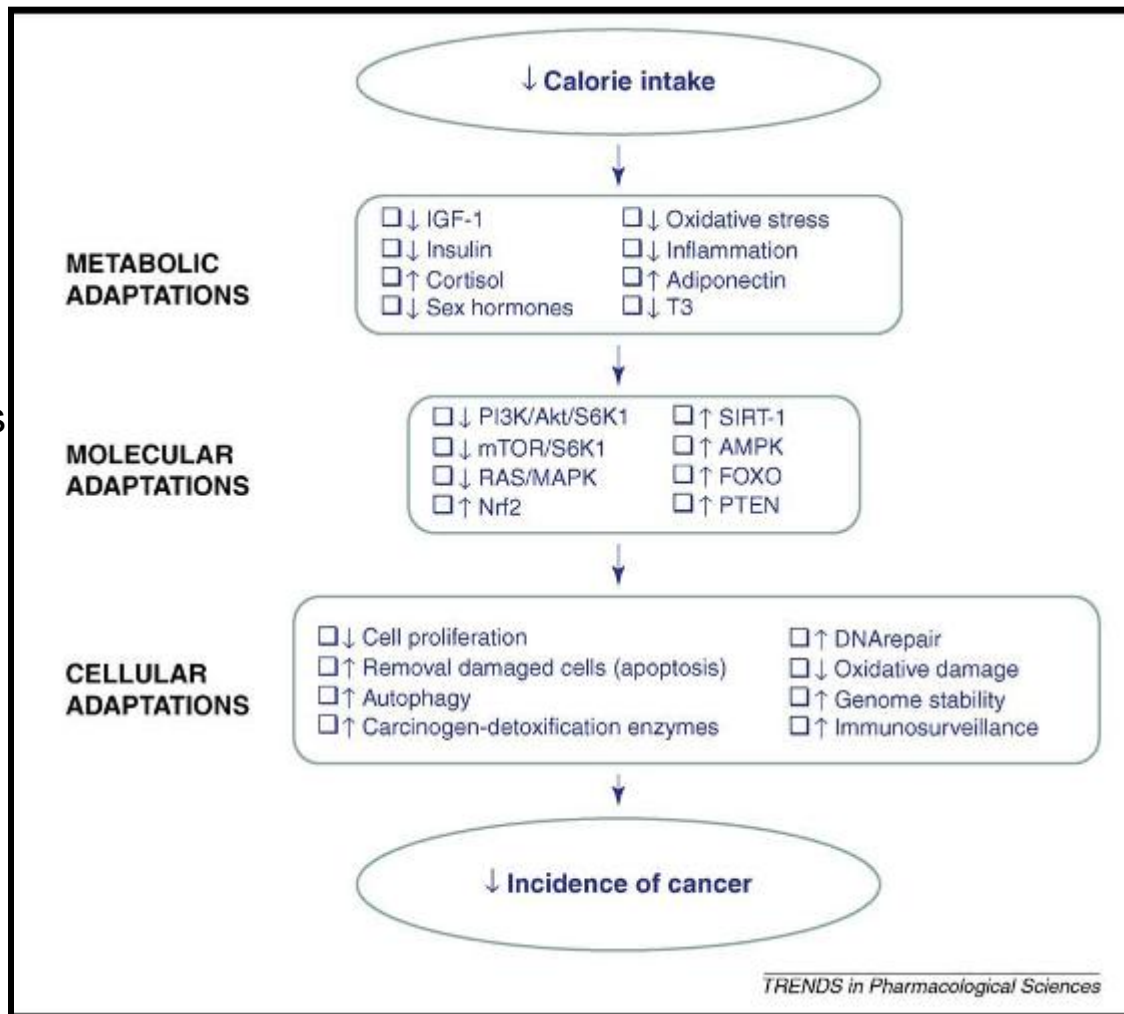 ↓ Calorie intake
METABOLIC
ADAPTATIONS
❑↓ IGF-1
❑↓ Insulin
❑↑ Cortisol
❑↓ Sex hormones
❑↓ Oxidative stress
❑↓ Inflammation
❑↑ Adiponectin
❑↓ T3
s
MOLECULAR
ADAPTATIONS
❑↓ PI3K/Akt/S6K1
❑↓ mTOR/S6K1
❑↓ RAS/MAPK
❑↑ Nrf2
❑↑ SIRT-1
❑↑ AMPK
❑↑ FOXO
❑↑ PTEN
CELLULAR
ADAPTATIONS
❑↓ Cell proliferation
❑↑ Removal damaged cells (apoptosis)
❑↑ Autophagy
❑↑ Carcinogen-detoxification enzymes
❑↑ DNArepair
❑↓ Oxidative damage
❑↑ Genome stability
❑↑ Immunosurveillance
↓ Incidence of cancer
TRENDS in Pharmacological Sciences